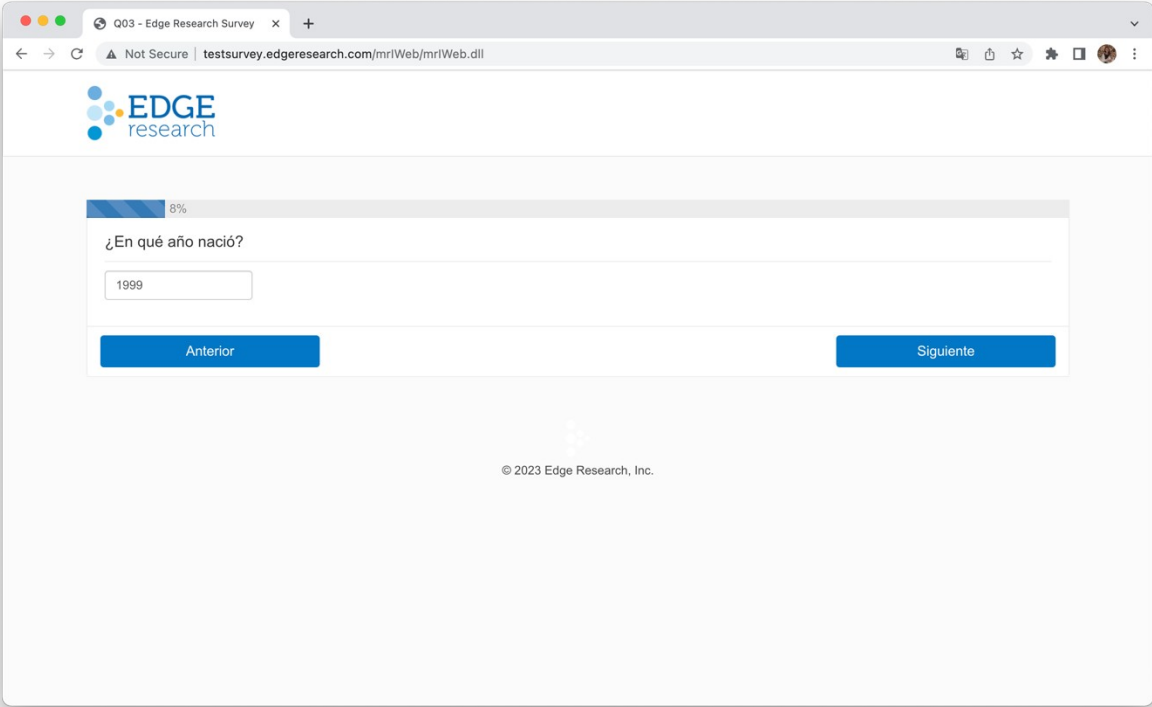 Q03 - Edge Research Survey
Not Secure | testsurvey.edgeresearch.com/mrIWeb/mrIWeb.dll
EDGE
research
8%
¿En qué año nació?
1999
Anterior
Siguiente
© 2023 Edge Research, Inc.